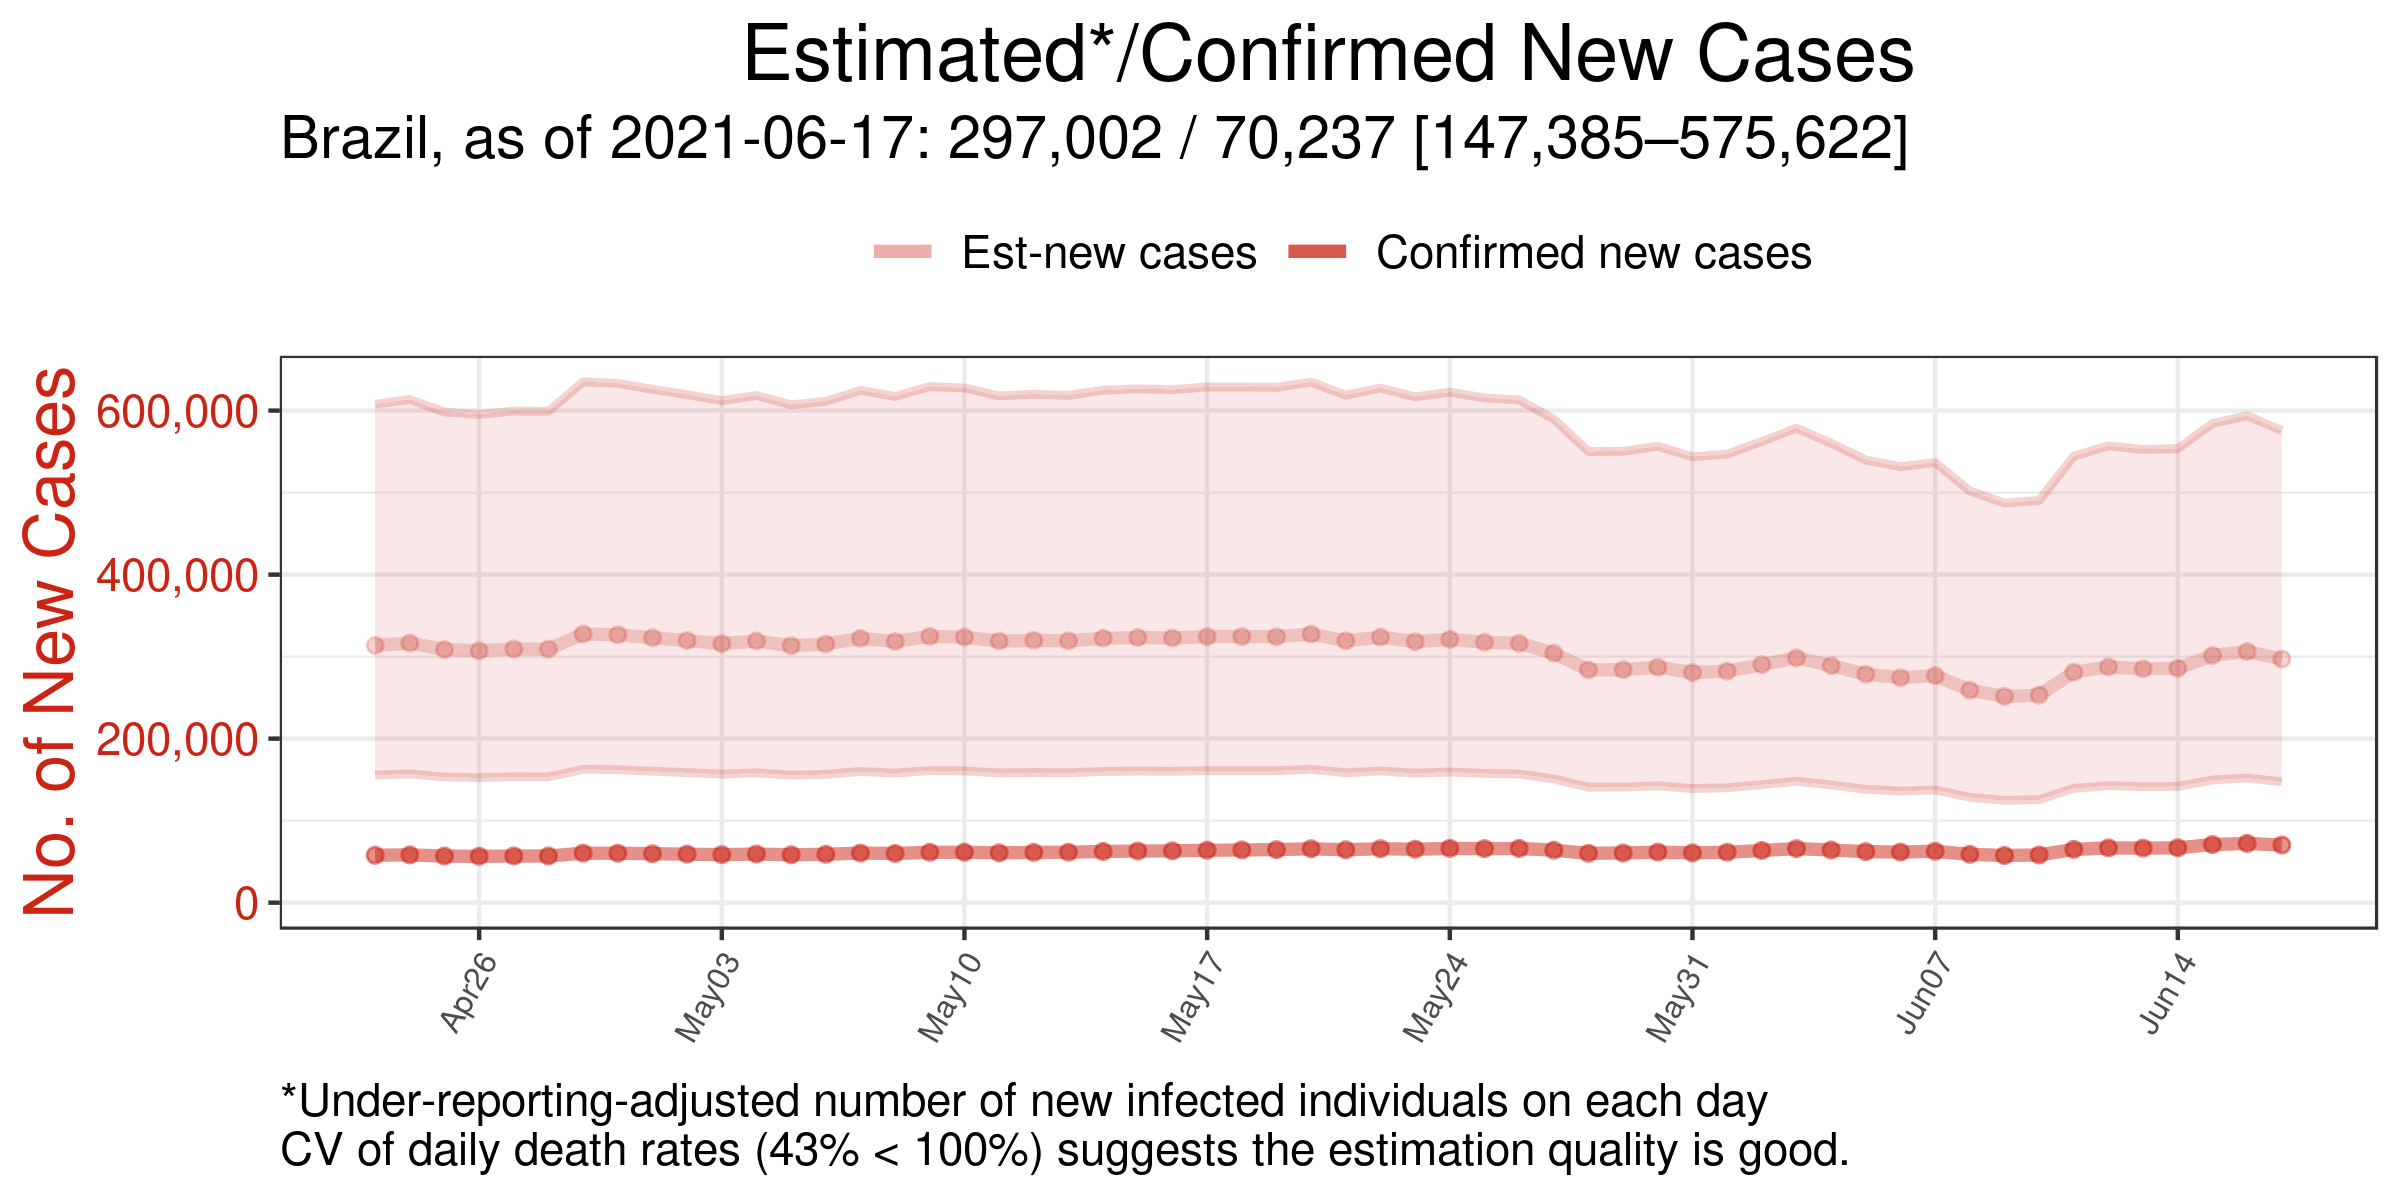 Estimated*/Confirmed New Cases
Brazil, as of 2021-06-17: 297,002 / 70,237 [147,385–575,622]
Est-new cases Confirmed new cases
No. of New Cases
600,000
400,000
200,000
0
Apr26 May03 May10 May17 May24 May31 Jun07 Jun14
*Under-reporting-adjusted number of new infected individuals on each day
CV of daily death rates (43% < 100%) suggests the estimation quality is good.